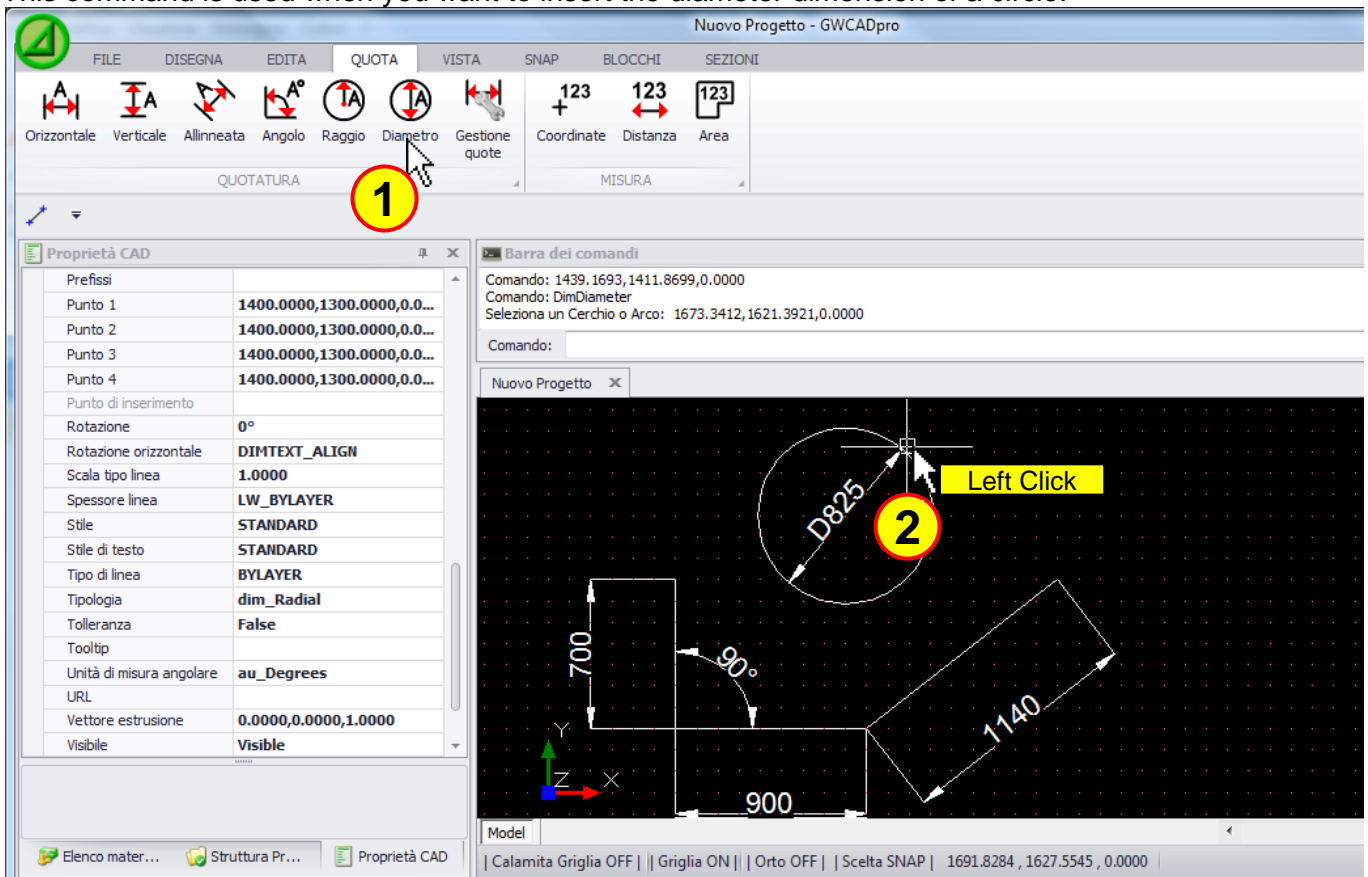 This command is used when you want to insert the diameter dimension of a circle.
Nuovo Progetto - GWCADpro
FILE DISEGNA EDITA QUOTA VISTA SNAP BLOCCHI SEZIONI
A A A A° A A 123 123 123
Orizzontale Verticale Allinneata Angolo Raggio Diametro Gestione quote Coordinate Distanza Area
QUOTATURA MISURA
1
Proprietà CAD
Prefissi
Punto 1 1400.0000,1300.0000,0.0...
Punto 2 1400.0000,1300.0000,0.0...
Punto 3 1400.0000,1300.0000,0.0...
Punto 4 1400.0000,1300.0000,0.0...
Punto di inserimento
Rotazione 0°
Rotazione orizzontale DIMTEXT_ALIGN
Scala tipo linea 1.0000
Spessore linea LW_BYLAYER
Stile STANDARD
Stile di testo STANDARD
Tipo di linea BYLAYER
Tipologia dim_Radial
Tolleranza False
Tooltip
Unità di misura angolare au_Degrees
URL
Vettore estrusione 0.0000,0.0000,1.0000
Visibile Visible
Elenco mater... Struttura Pr... Proprietà CAD
Barra dei comandi
Comando: 1439.1693,1411.8699,0.0000
Comando: DimDiameter
Seleziona un Cerchio o Arco: 1673.3412,1621.3921,0.0000
Comando:
Nuovo Progetto
Left Click
D825
2
700
90°
1140
Y
Z X
900
Model
| Calamita Griglia OFF | | Griglia ON | | Orto OFF | | Scelta SNAP | 1691.8284 , 1627.5545 , 0.0000